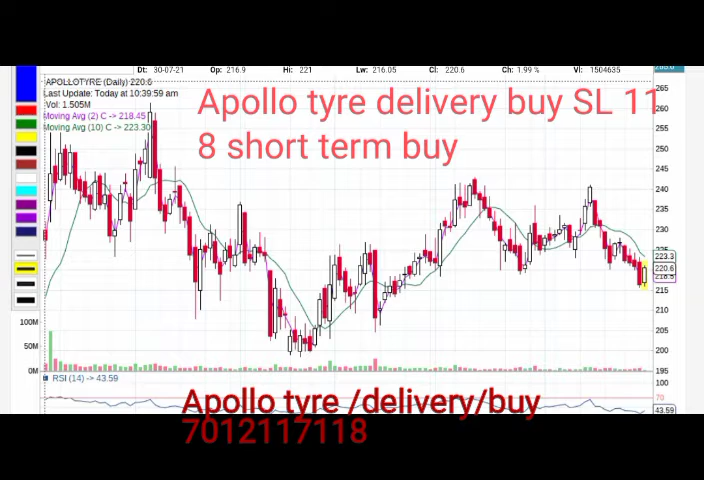 Dt: 30-07-21 Op: 216.9 Hi: 221 Lw: 216.05 Cl: 220.6 Ch: 1.99 % Vl: 1504635
APOLLOTYRE (Daily) 220.6
Last Update: Today at 10:39:59 am
Vol: 1.505M
Moving Avg (2) C -> 218.45
Moving Avg (10) C -> 223.30
Apollo tyre delivery buy SL 11
8 short term buy
265
260
255
250
245
240
235
230
225
223.3
220.6
215
210
205
200
195
100M
50M
0M
RSI (14) -> 43.59
100
70
43.59
Apollo tyre /delivery/buy
7012117118